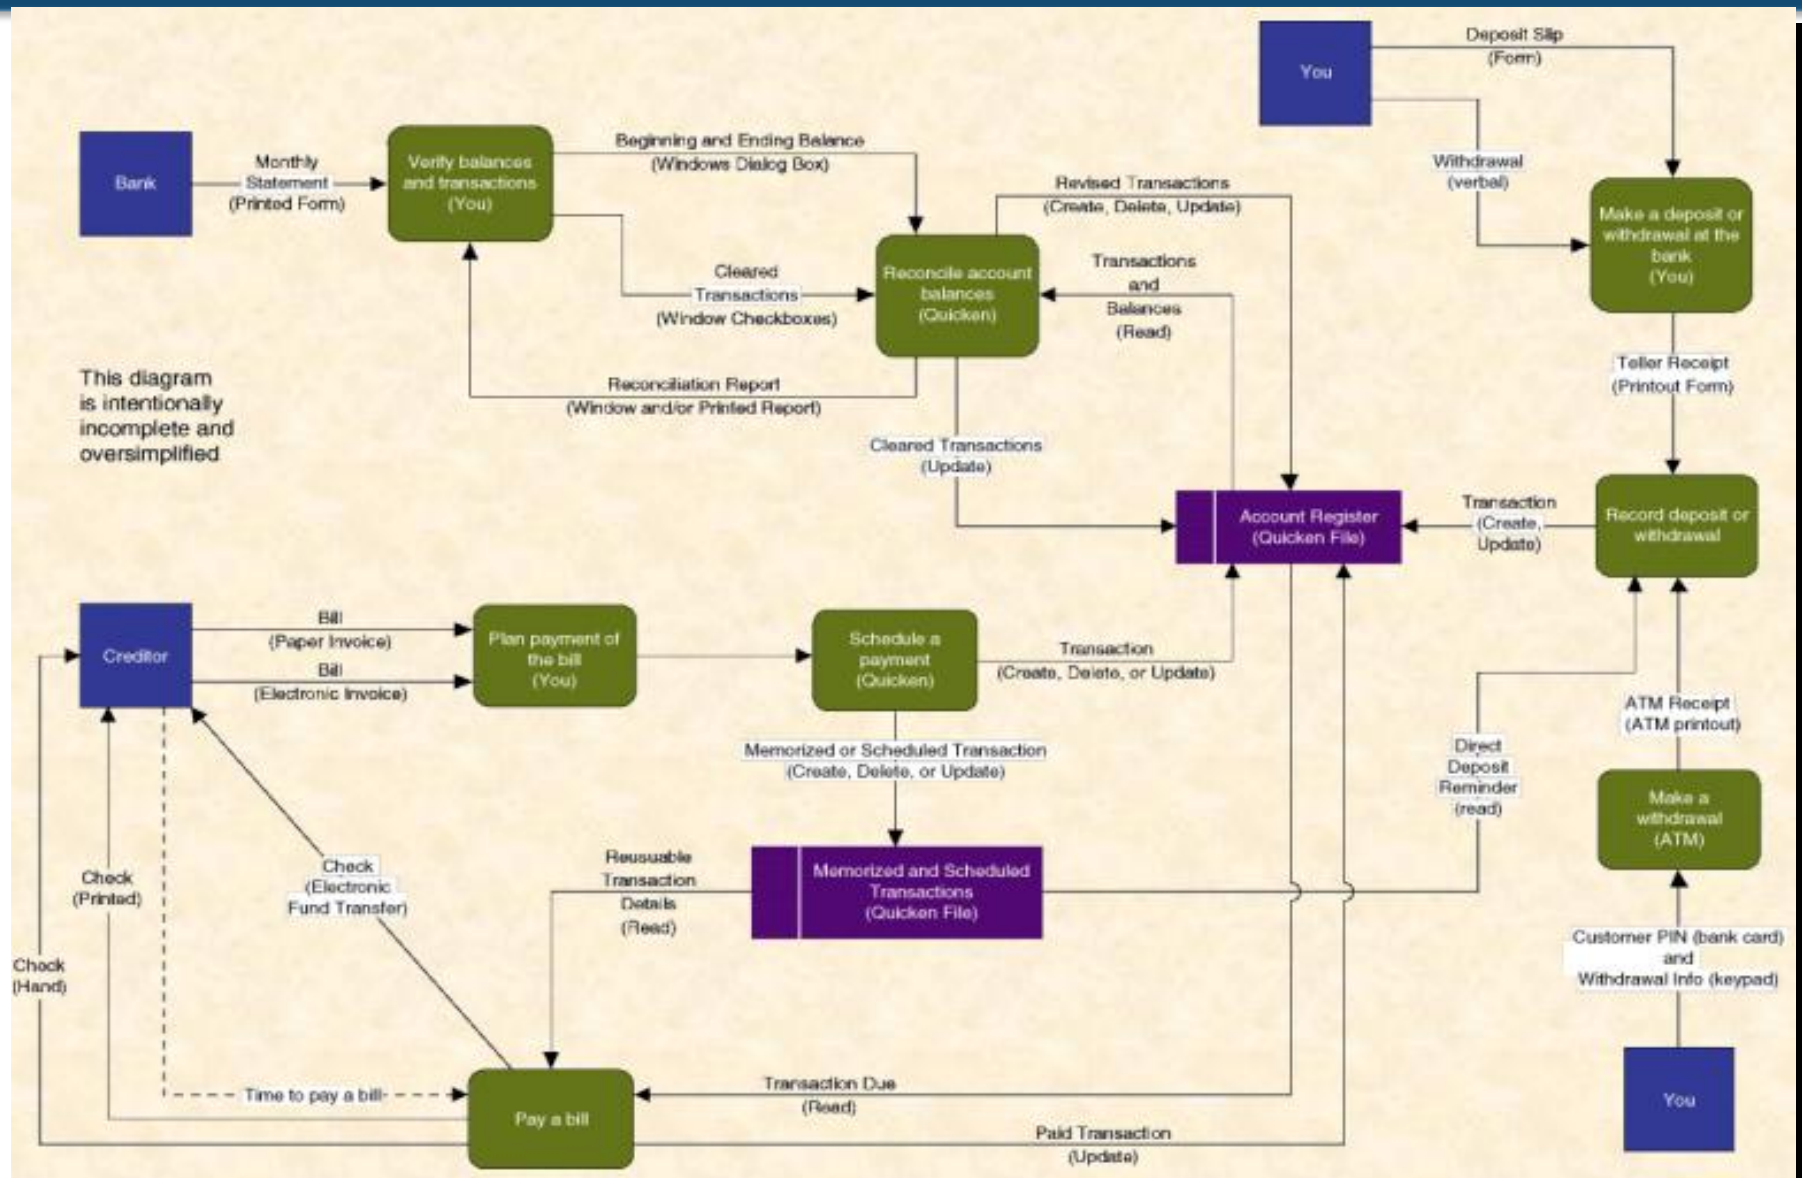 Deposit Slip
(Form)
You
Withdrawal
(verbal)
Bank
Monthly
Statement
(Printed Form)
Verify balances
and transactions
(You)
Beginning and Ending Balance
(Windows Dialog Box)
Revised Transactions
(Create, Delete, Update)
Make a deposit or
withdrawal at the
bank
(You)
Cleared
Transactions
(Window Checkboxes)
Reconcile account
balances
(Quicken)
Transactions
and
Balances
(Read)
Teller Receipt
(Printout Form)
This diagram
is intentionally
incomplete and
oversimplified
Reconciliation Report
(Window and/or Printed Report)
Cleared Transactions
(Update)
Account Register
(Quicken File)
Transaction
(Create,
Update)
Record deposit or
withdrawal
Creditor
Bill
(Paper Invoice)
Bill
(Electronic Invoice)
Plan payment of
the bill
(You)
Schedule a
payment
(Quicken)
Transaction
(Create, Delete, or Update)
Memorized or Scheduled Transaction
(Create, Delete, or Update)
Direct
Deposit
Reminder
(read)
ATM Receipt
(ATM printout)
Make a
withdrawal
(ATM)
Check
(Printed)
Check
(Electronic
Fund Transfer)
Reusuable
Transaction
Details
(Read)
Memorized and Scheduled
Transactions
(Quicken File)
Check
(Hand)
Customer PIN (bank card)
and
Withdrawal Info (keypad)
Time to pay a bill
Pay a bill
Transaction Due
(Read)
Paid Transaction
(Update)
You